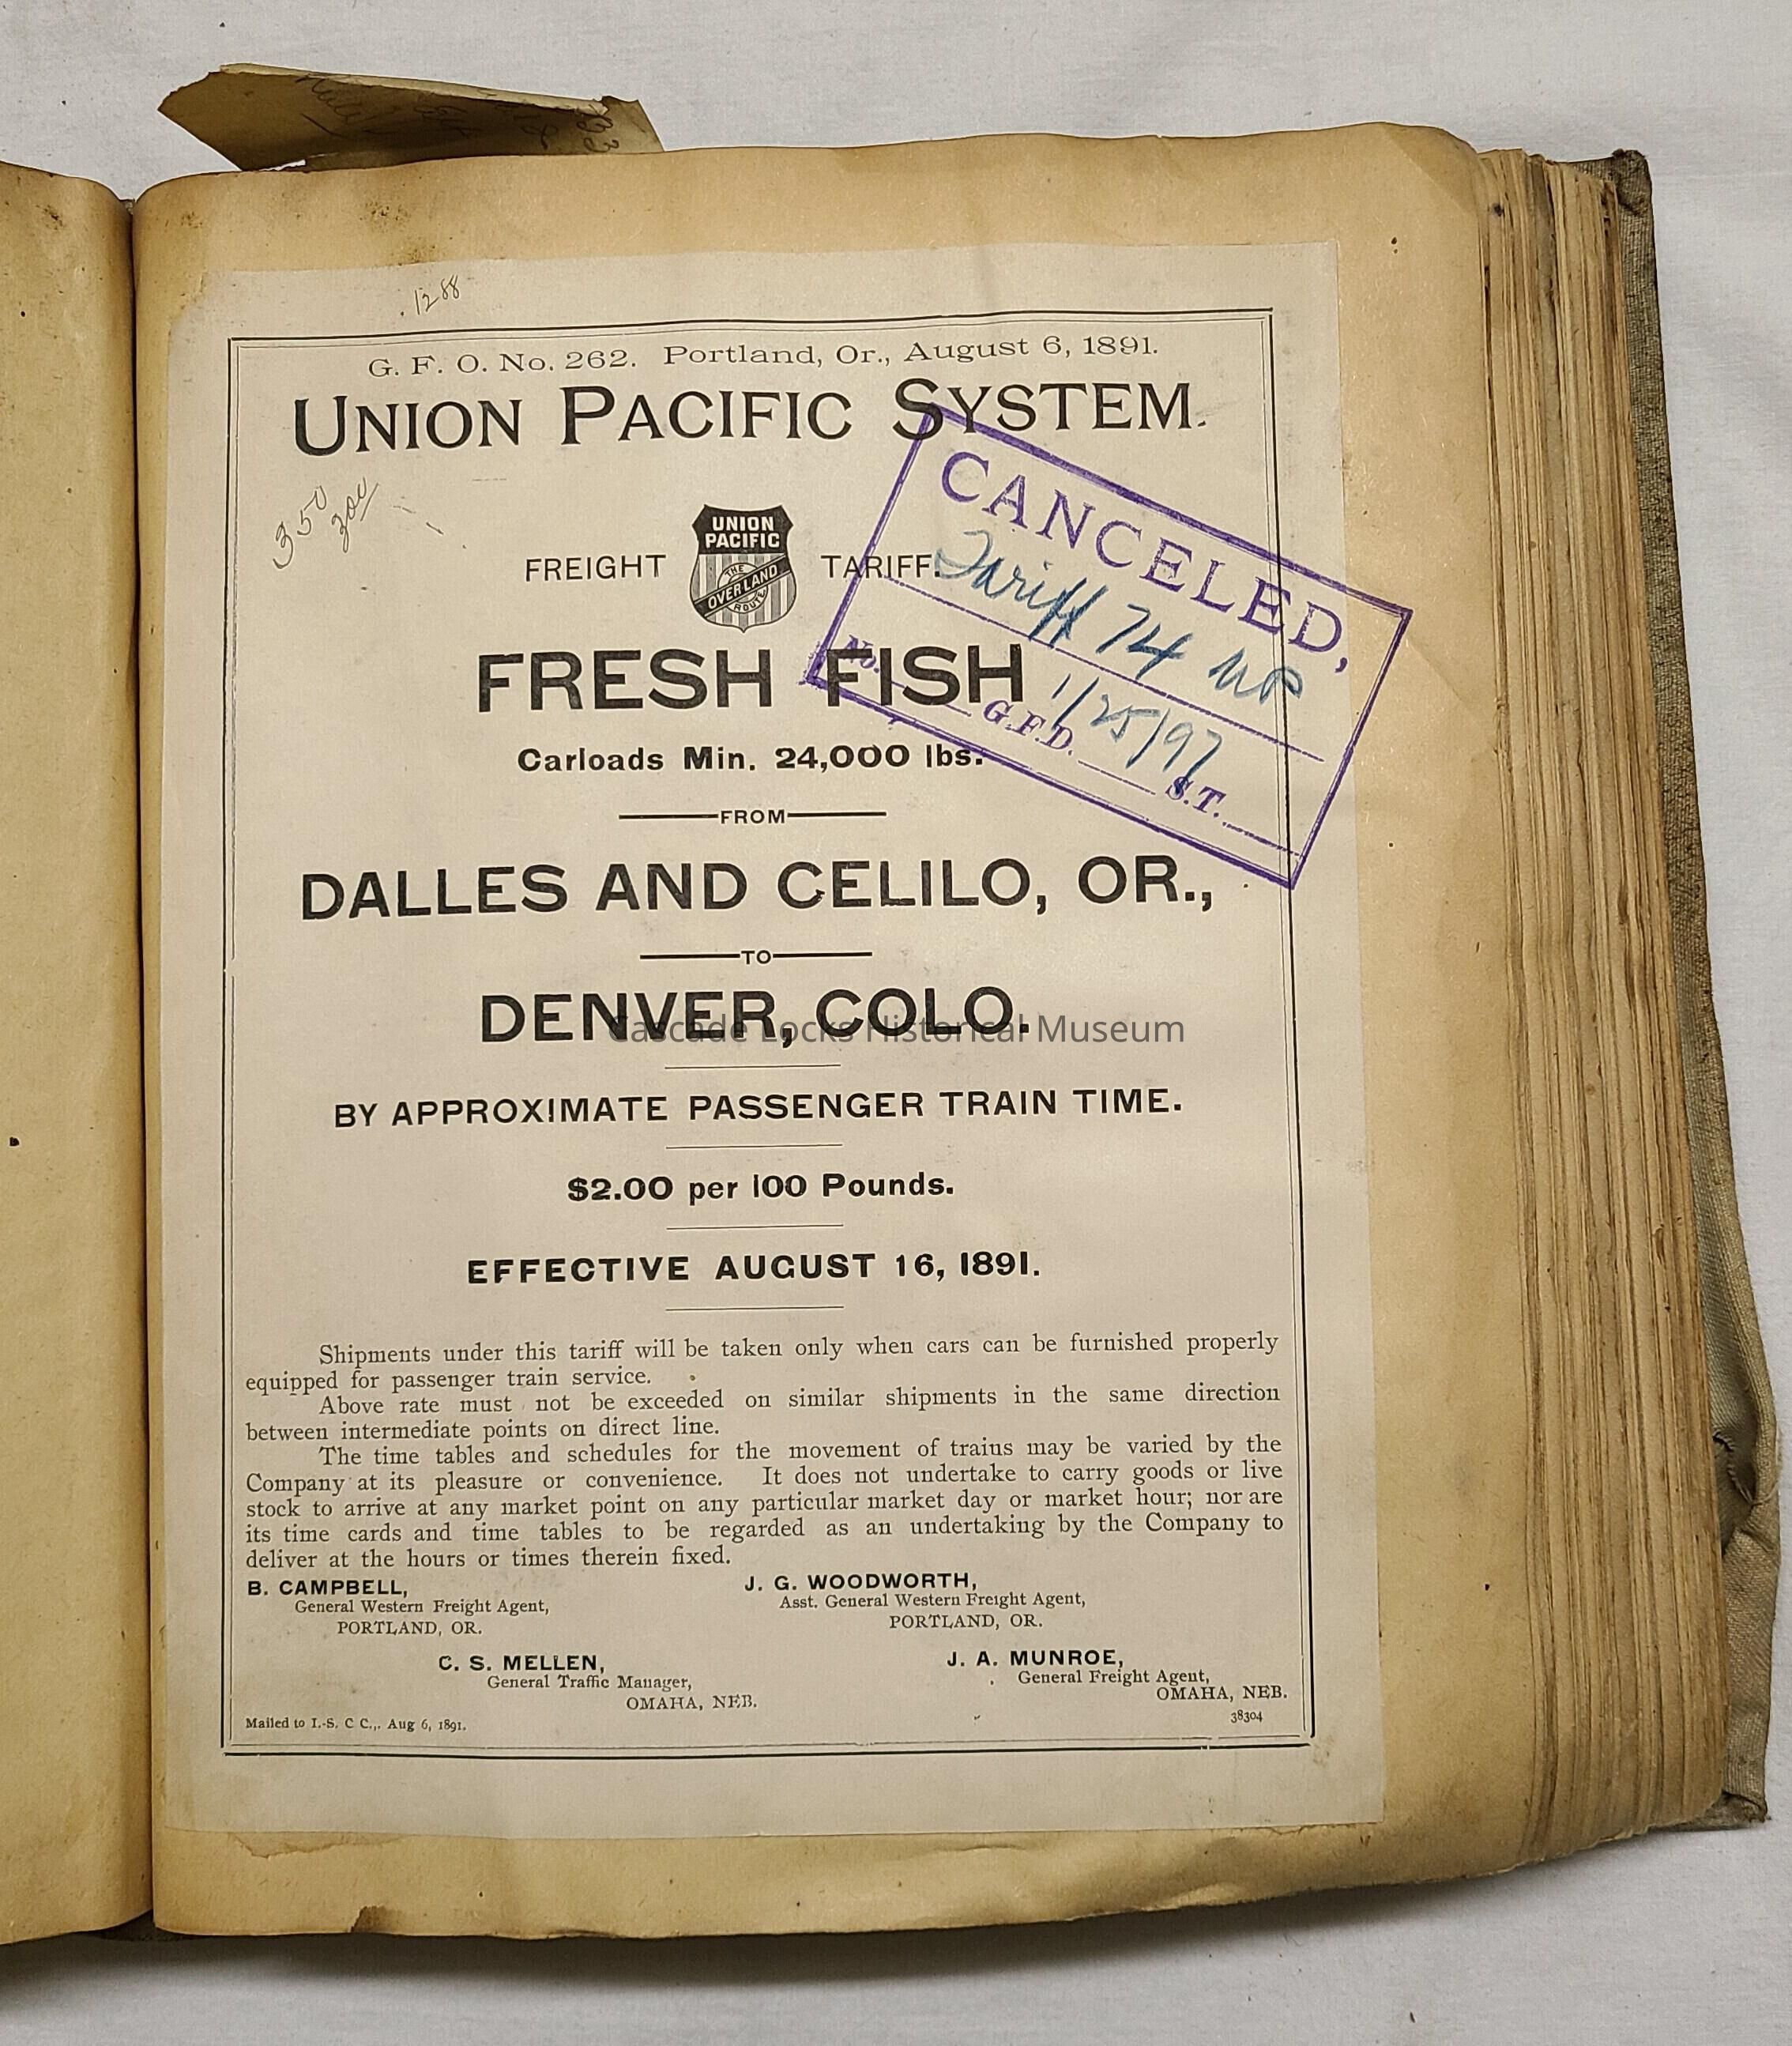 1288
G. F. O. No. 262. Portland, Or., August 6, 1891.
UNION PACIFIC SYSTEM.
350
300
FREIGHT
UNION
PACIFIC
THE
OVERLAND
ROUTE
TARIFF.
CANCELED,
Tariff 74
1/25/97
No. G.F.D. S.T.
FRESH FISH
Carloads Min. 24,000 lbs.
FROM
DALLES AND CELILO, OR.,
TO
DENVER, COLO.
Cascade Locks Historical Museum
BY APPROXIMATE PASSENGER TRAIN TIME.
$2.00 per 100 Pounds.
EFFECTIVE AUGUST 16, 1891.
Shipments under this tariff will be taken only when cars can be furnished properly
equipped for passenger train service.
Above rate must not be exceeded on similar shipments in the same direction
between intermediate points on direct line.
The time tables and schedules for the movement of trains may be varied by the
Company at its pleasure or convenience. It does not undertake to carry goods or live
stock to arrive at any market point on any particular market day or market hour; nor are
its time cards and time tables to be regarded as an undertaking by the Company to
deliver at the hours or times therein fixed.
B. CAMPBELL,
General Western Freight Agent,
PORTLAND, OR.
J. G. WOODWORTH,
Asst. General Western Freight Agent,
PORTLAND, OR.
C. S. MELLEN,
General Traffic Manager,
OMAHA, NEB.
J. A. MUNROE,
General Freight Agent,
OMAHA, NEB.
Mailed to I.-S. C C.,. Aug 6, 1891.
38304